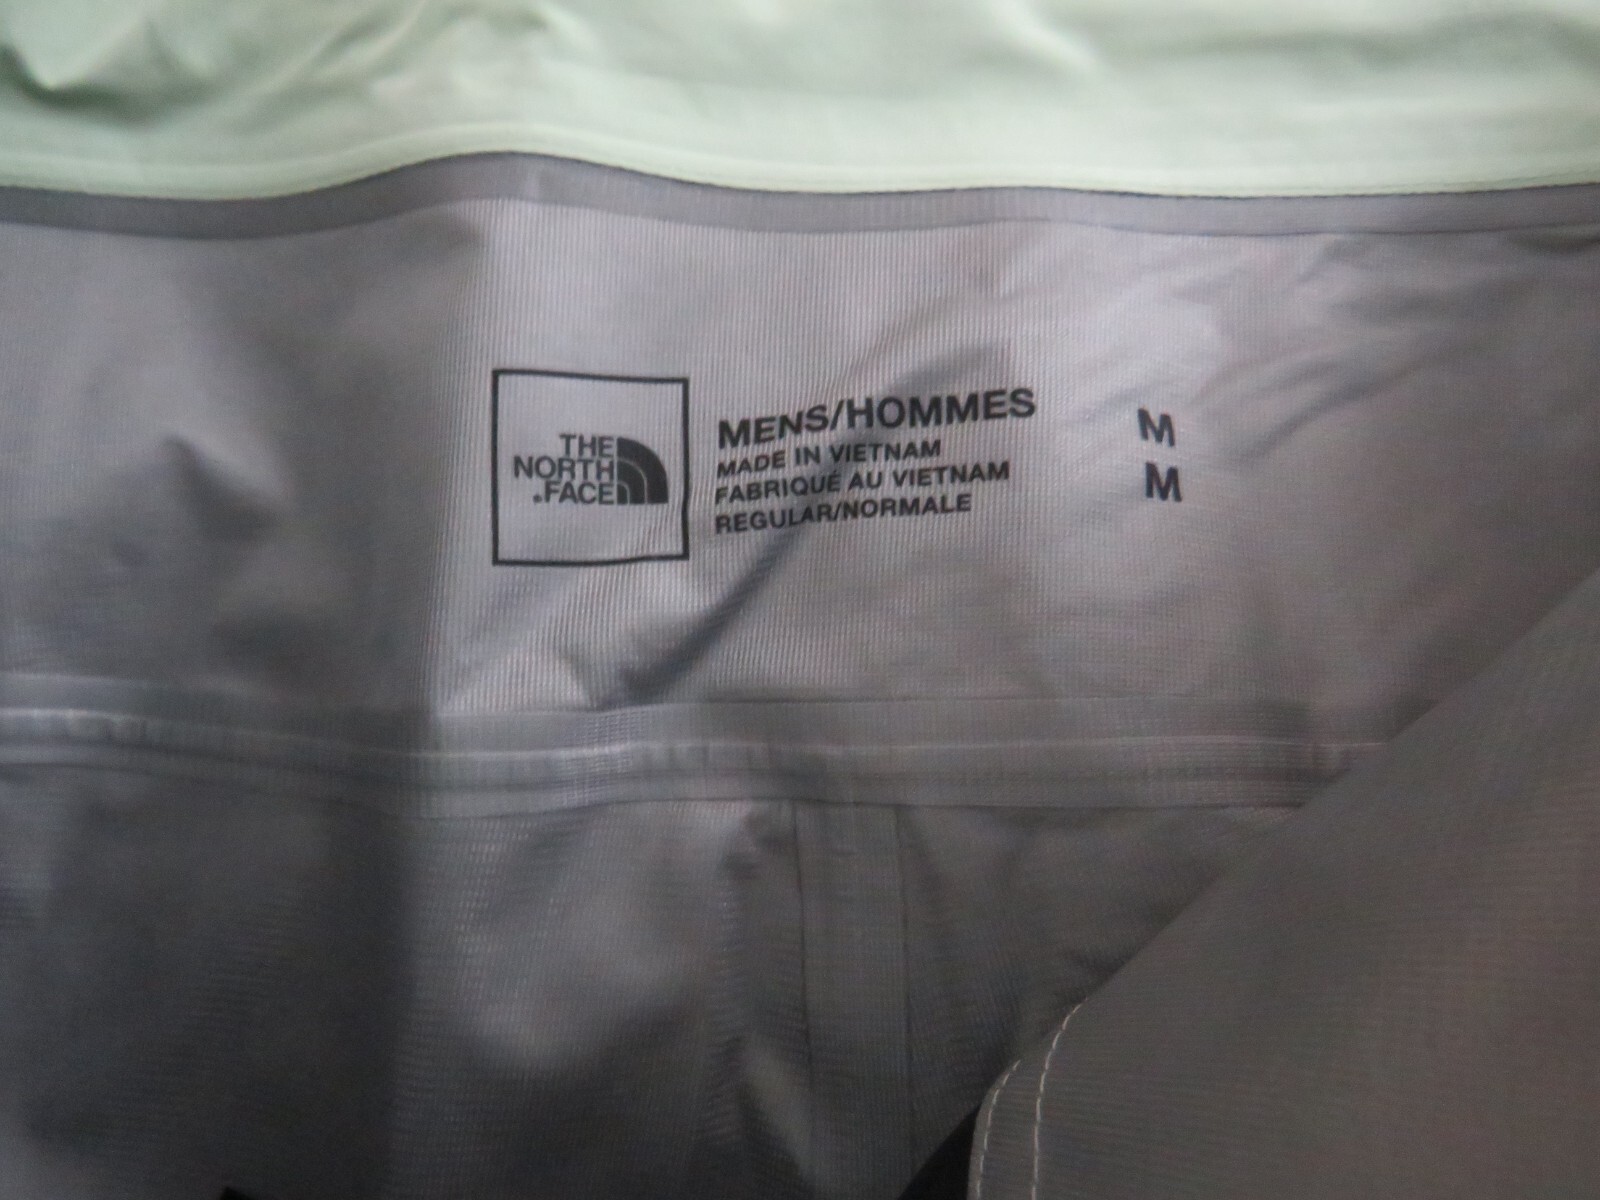 THE
NORTH
FACE
MENS/HOMMES
MADE IN VIETNAM
FABRIQUÉ AU VIETNAM
REGULAR/NORMALE
M
M